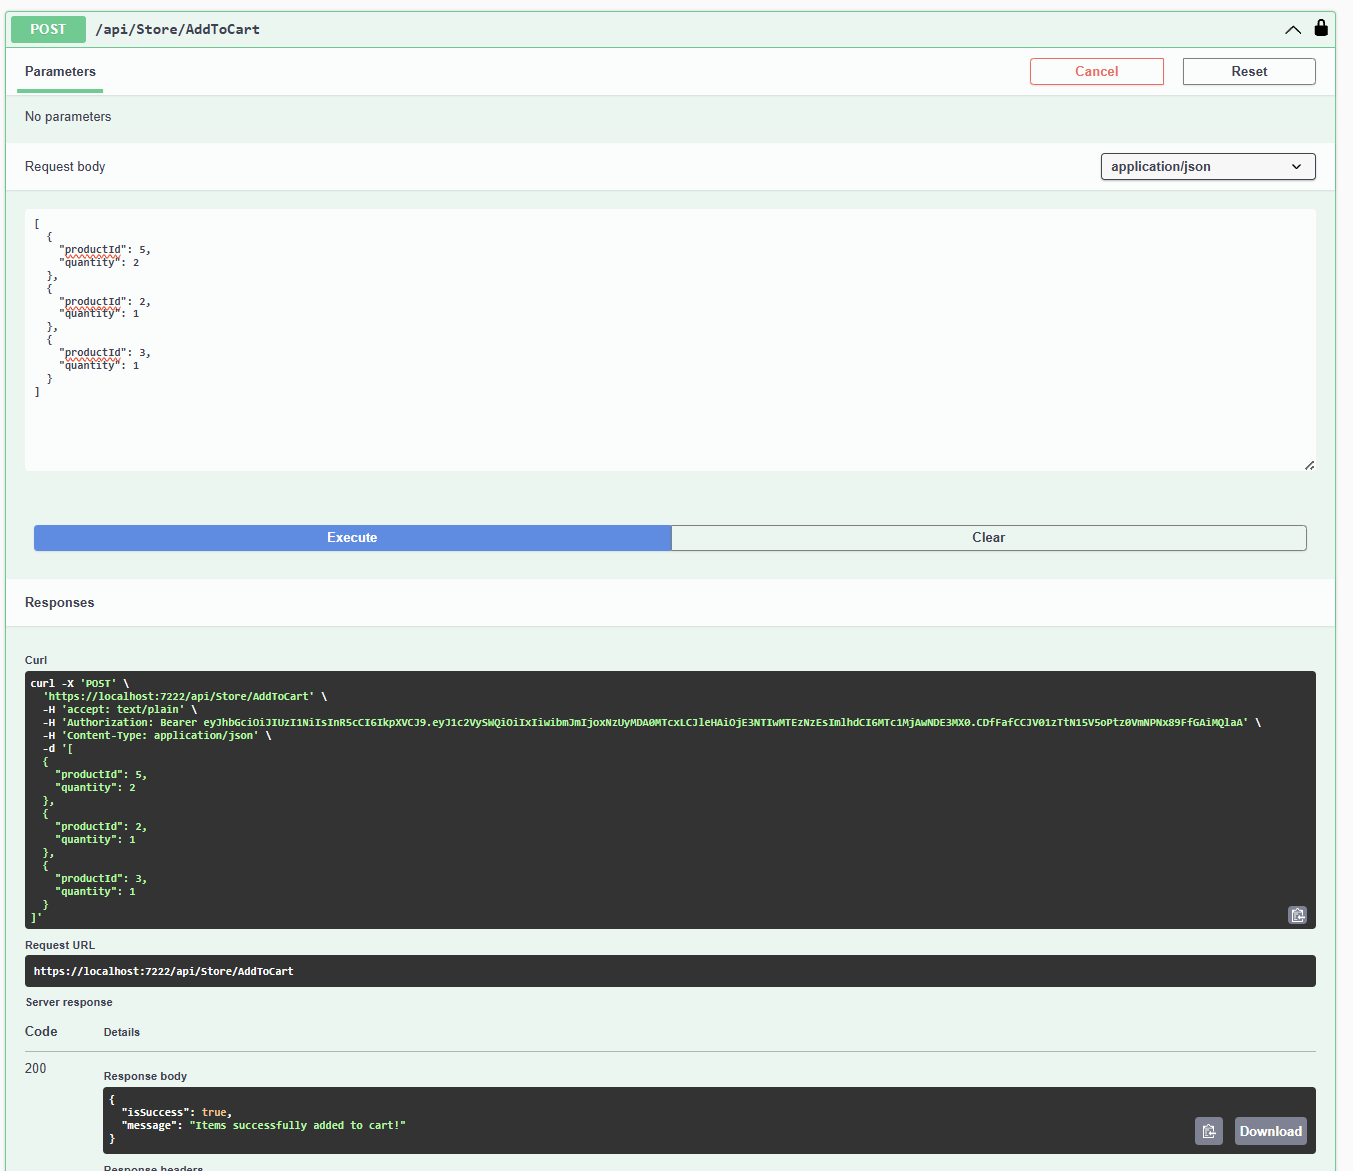 POST /api/Store/AddToCart
Parameters
Cancel
Reset
No parameters
Request body
application/json
[
  {
    "productId": 5,
    "quantity": 2
  },
  {
    "productId": 2,
    "quantity": 1
  },
  {
    "productId": 3,
    "quantity": 1
  }
]
Execute
Clear
Responses
Curl
curl -X 'POST' \
  'https://localhost:7222/api/Store/AddToCart' \
  -H 'accept: text/plain' \
  -H 'Authorization: Bearer
  -H 'Content-Type: application/json' \
  -d '[
  {
    "productId": 5,
    "quantity": 2
  },
  {
    "productId": 2,
    "quantity": 1
  },
  {
    "productId": 3,
    "quantity": 1
  }
]'
Request URL
https://localhost:7222/api/Store/AddToCart
Server response
Code
Details
200
Response body
{
  "isSuccess": true,
  "message": "Items successfully added to cart!"
}
Download
Response headers